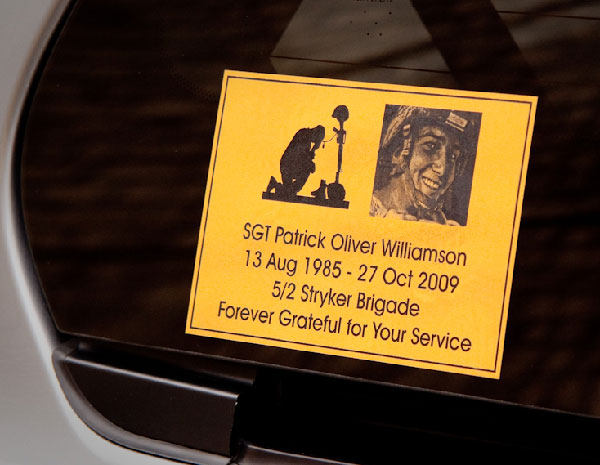 SGT Patrick Oliver Williamson
13 Aug 1985 - 27 Oct 2009
5/2 Stryker Brigade
Forever Grateful for Your Service